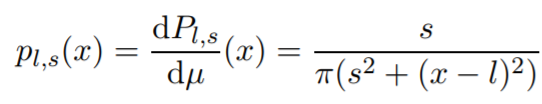 p_{l,s}(x) = \frac{\mathrm{d}P_{l,s}}{\mathrm{d}\mu}(x) = \frac{s}{\pi(s^2 + (x - l)^2)}